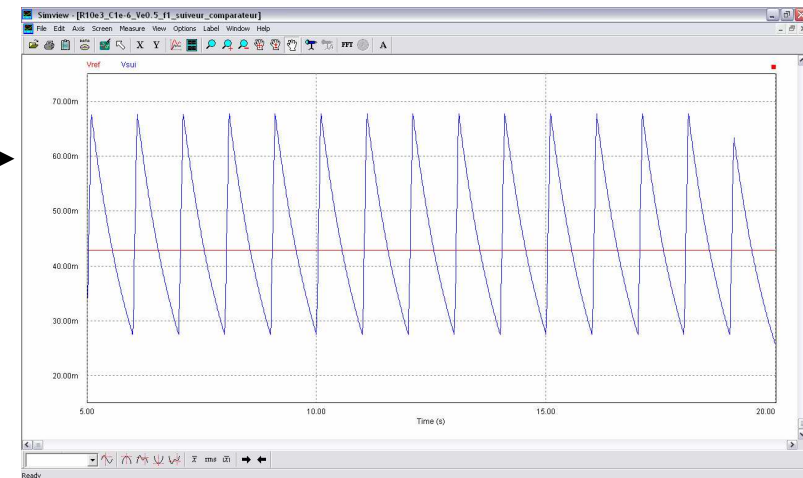 Simview - [R10e3_C1e-6_Ve0.5_f1_suiveur_comparateur]
File Edit Axis Screen Measure View Options Label Window Help
X Y FFT A
Vref Vsui
70.00m
60.00m
50.00m
40.00m
30.00m
20.00m
5.00 10.00 15.00 20.00
Time (s)
x rms |x|
Ready